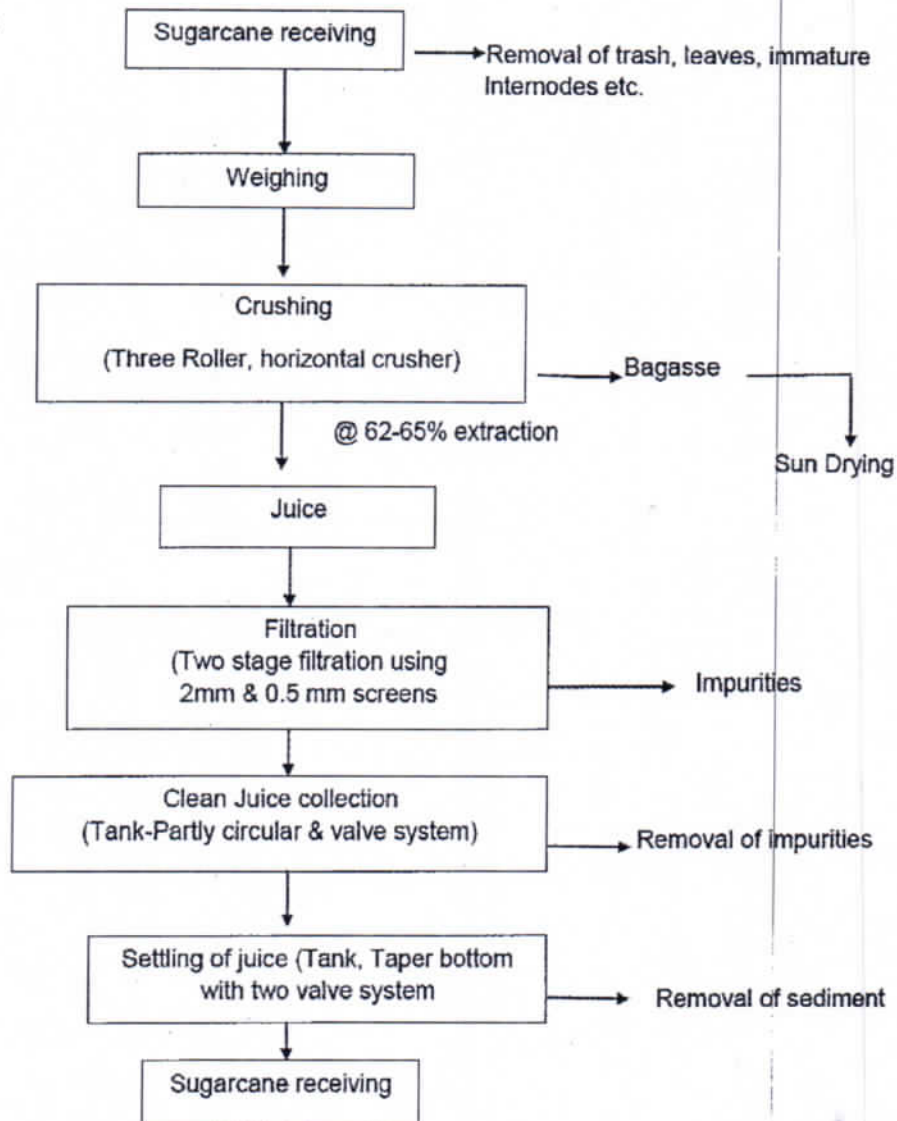 Sugarcane receiving
Removal of trash, leaves, immature
Internodes etc.
Weighing
Crushing
(Three Roller, horizontal crusher)
Bagasse
@ 62-65% extraction
Sun Drying
Juice
Filtration
(Two stage filtration using
2mm & 0.5 mm screens
Impurities
Clean Juice collection
(Tank-Partly circular & valve system)
Removal of impurities
Settling of juice (Tank, Taper bottom
with two valve system
Removal of sediment
Sugarcane receiving